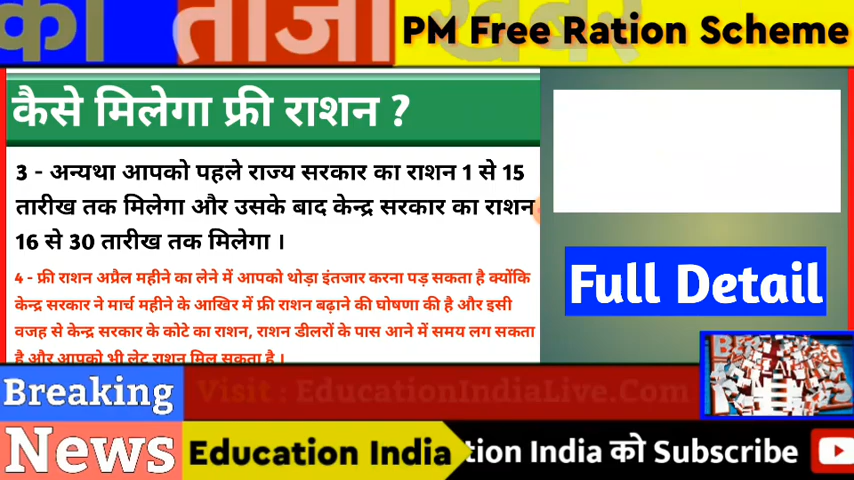 का ताजा खबर
PM Free Ration Scheme
कैसे मिलेगा फ्री राशन ?
3 - अन्यथा आपको पहले राज्य सरकार का राशन 1 से 15
तारीख तक मिलेगा और उसके बाद केन्द्र सरकार का राशन
16 से 30 तारीख तक मिलेगा ।
4 - फ्री राशन अप्रैल महीने का लेने में आपको थोड़ा इंतजार करना पड़ सकता है क्योंकि
केन्द्र सरकार ने मार्च महीने के आखिर में फ्री राशन बढ़ाने की घोषणा की है और इसी
वजह से केन्द्र सरकार के कोटे का राशन, राशन डीलरों के पास आने में समय लग सकता
है और आपको भी लेट राशन मिल सकता है ।
Full Detail
Breaking
News
Visit : EducationIndiaLive.Com
Education India
tion India को Subscribe